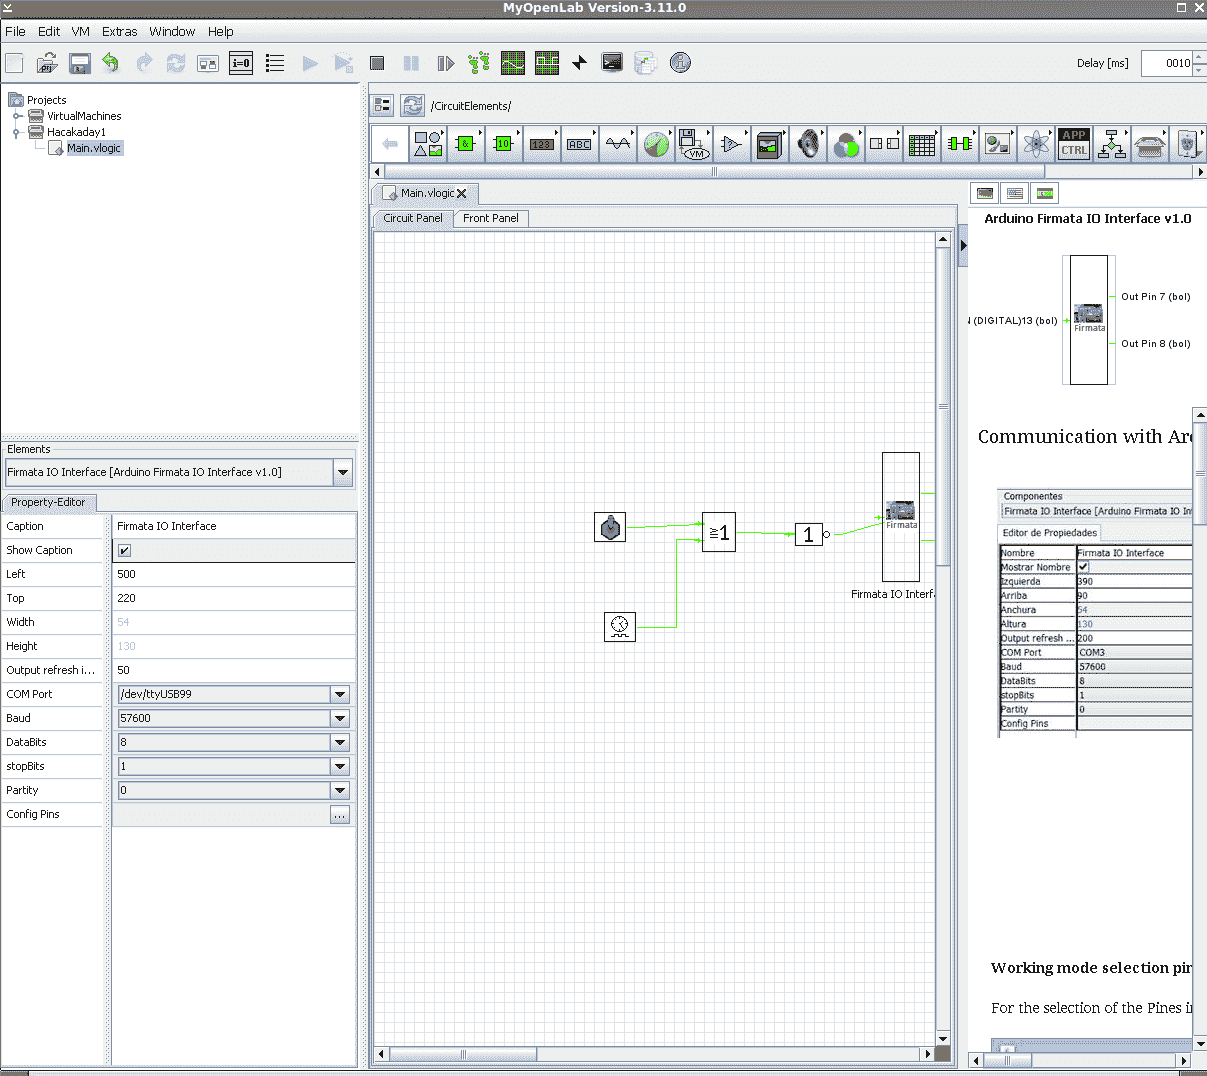 MyOpenLab Version-3.11.0
File Edit VM Extras Window Help
i=0
Delay [ms] 0010
Projects
VirtualMachines
Hacakaday1
Main.vlogic
/CircuitElements/
& 10 123 ABC VM APP CTRL
Main.vlogic
Circuit Panel Front Panel
≧1
1
Firmata
Firmata IO Interfa
Elements
Firmata IO Interface [Arduino Firmata IO Interface v1.0]
Property-Editor
Caption Firmata IO Interface
Show Caption
Left 500
Top 220
Width 54
Height 130
Output refresh i... 50
COM Port /dev/ttyUSB99
Baud 57600
DataBits 8
stopBits 1
Partity 0
Config Pins ...
Arduino Firmata IO Interface v1.0
Out Pin 7 (bol)
(DIGITAL)13 (bol)
Firmata
Out Pin 8 (bol)
Communication with Ar
Componentes
Firmata IO Interface [Arduino Firmata IO In
Editor de Propiedades
Nombre Firmata IO Interface
Mostrar Nombre
Izquierda 390
Arriba 90
Anchura 54
Altura 130
Output refresh ... 200
COM Port COM3
Baud 57600
DataBits 8
stopBits 1
Partity 0
Config Pins
Working mode selection pin
For the selection of the Pines i